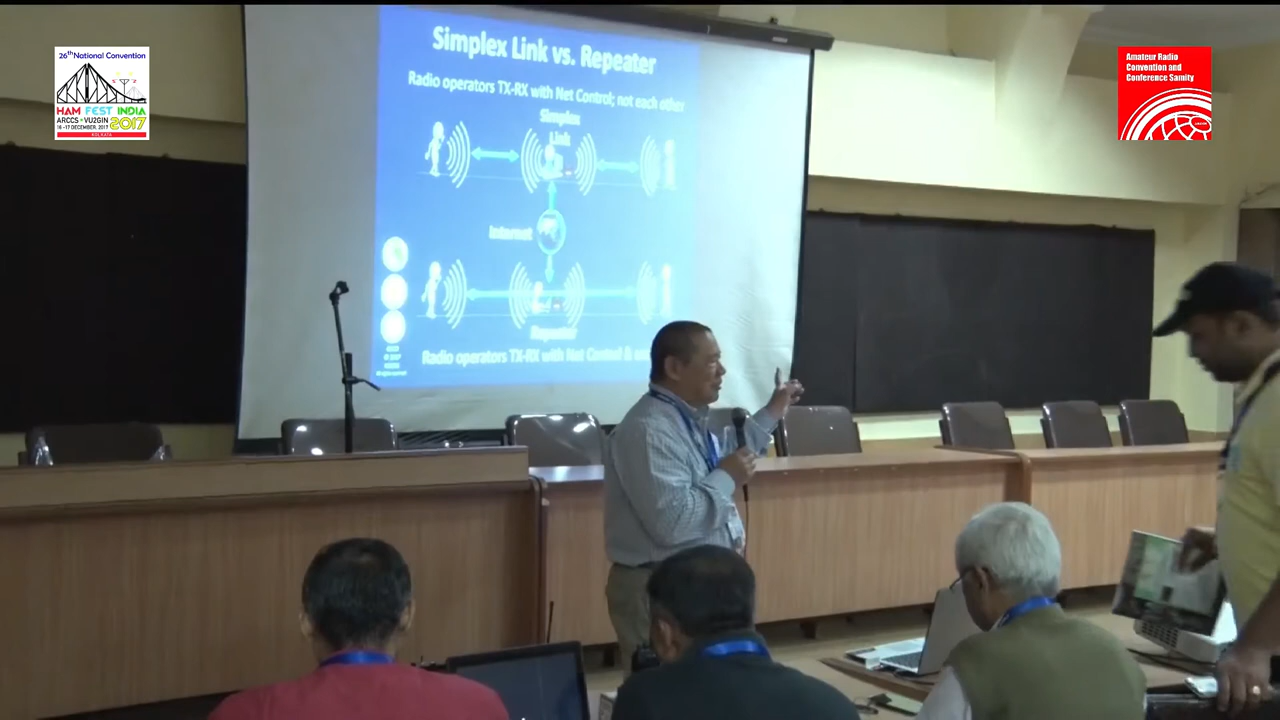 26th National Convention
HAM FEST INDIA
ARCCS + VU2GIN
16 - 17 DECEMBER, 2017
2017
KOLKATA
Amateur Radio
Convention and
Conference Samity
Simplex Link vs. Repeater
Radio operators TX-RX with Net Control; not each other
Simplex
Link
Internet
Repeater
Radio operators TX-RX with Net Control &